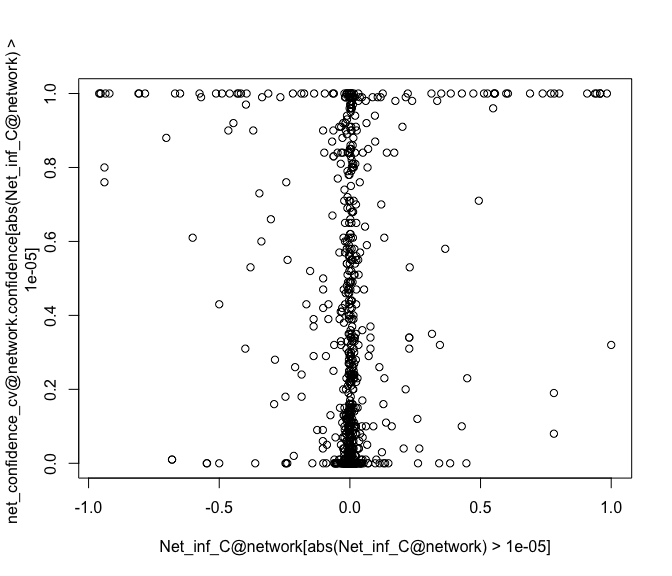 net_confidence_cv@network.confidence[abs(Net_inf_C@network) >
1e-05]
1.0
0.8
0.6
0.4
0.2
0.0
-1.0 -0.5 0.0 0.5 1.0
Net_inf_C@network[abs(Net_inf_C@network) > 1e-05]